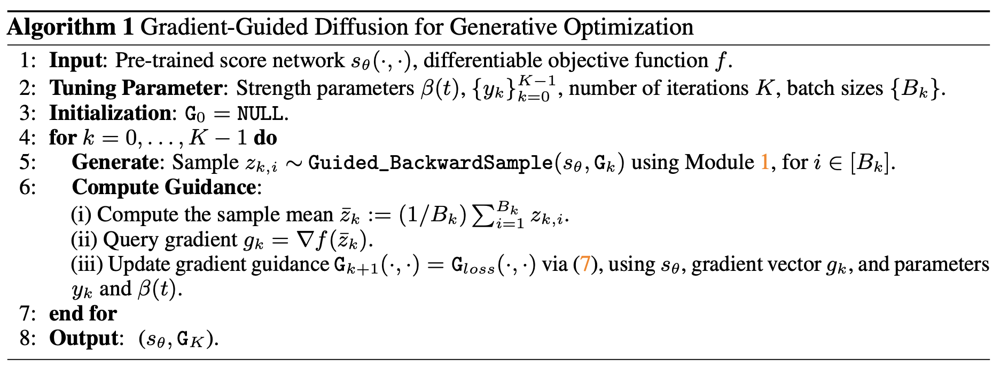 Algorithm 1 Gradient-Guided Diffusion for Generative Optimization
1: Input: Pre-trained score network $s_\theta(\cdot, \cdot)$, differentiable objective function $f$.
2: Tuning Parameter: Strength parameters $\beta(t)$, $\{y_k\}_{k=0}^{K-1}$, number of iterations $K$, batch sizes $\{B_k\}$.
3: Initialization: $\mathtt{G}_0 = \mathtt{NULL}$.
4: for $k = 0, \ldots, K - 1$ do
5: Generate: Sample $z_{k,i} \sim \mathtt{Guided\_BackwardSample}(s_\theta, \mathtt{G}_k)$ using Module 1, for $i \in [B_k]$.
6: Compute Guidance:
(i) Compute the sample mean $\bar{z}_k := (1/B_k) \sum_{i=1}^{B_k} z_{k,i}$.
(ii) Query gradient $g_k = \nabla f(\bar{z}_k)$.
(iii) Update gradient guidance $\mathtt{G}_{k+1}(\cdot, \cdot) = \mathtt{G}_{loss}(\cdot, \cdot)$ via (7), using $s_\theta$, gradient vector $g_k$, and parameters
$y_k$ and $\beta(t)$.
7: end for
8: Output: $(s_\theta, \mathtt{G}_K)$.